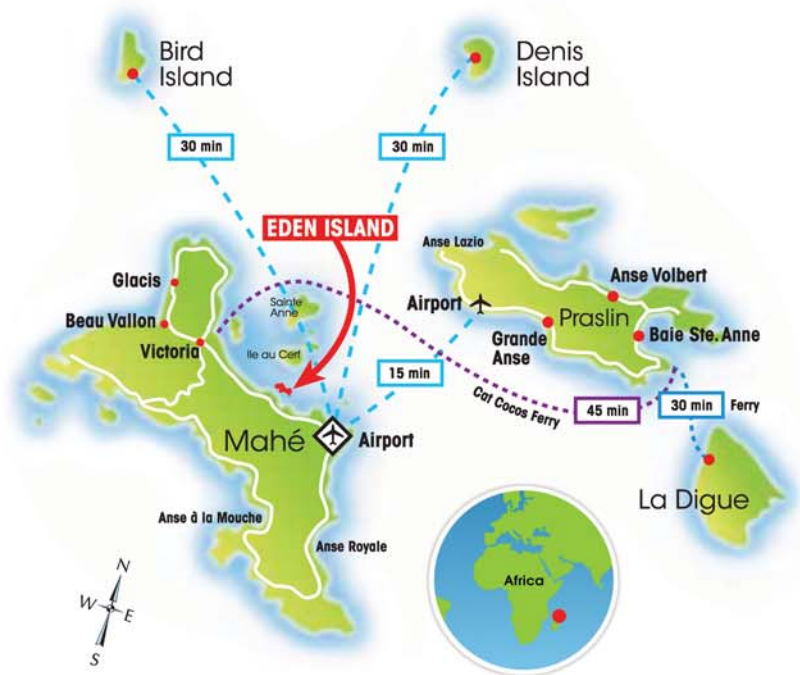 Bird
Island
Denis
Island
30 min
30 min
EDEN ISLAND
Anse Lazio
Glacis
Anse Volbert
Sainte
Anne
Airport
Praslin
Beau Vallon
Victoria
Grande
Anse
Baie Ste. Anne
Ile au Cerf
15 min
Cat Cocos Ferry
45 min
30 min
Ferry
Mahé
Airport
La Digue
Anse à la Mouche
Anse Royale
Africa
N
W
E
S